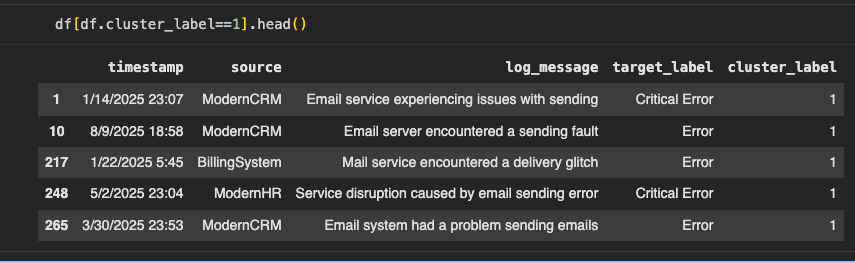 df[df.cluster_label==1].head()
timestamp source log_message target_label cluster_label
1 1/14/2025 23:07 ModernCRM Email service experiencing issues with sending Critical Error 1
10 8/9/2025 18:58 ModernCRM Email server encountered a sending fault Error 1
217 1/22/2025 5:45 BillingSystem Mail service encountered a delivery glitch Error 1
248 5/2/2025 23:04 ModernHR Service disruption caused by email sending error Critical Error 1
265 3/30/2025 23:53 ModernCRM Email system had a problem sending emails Error 1